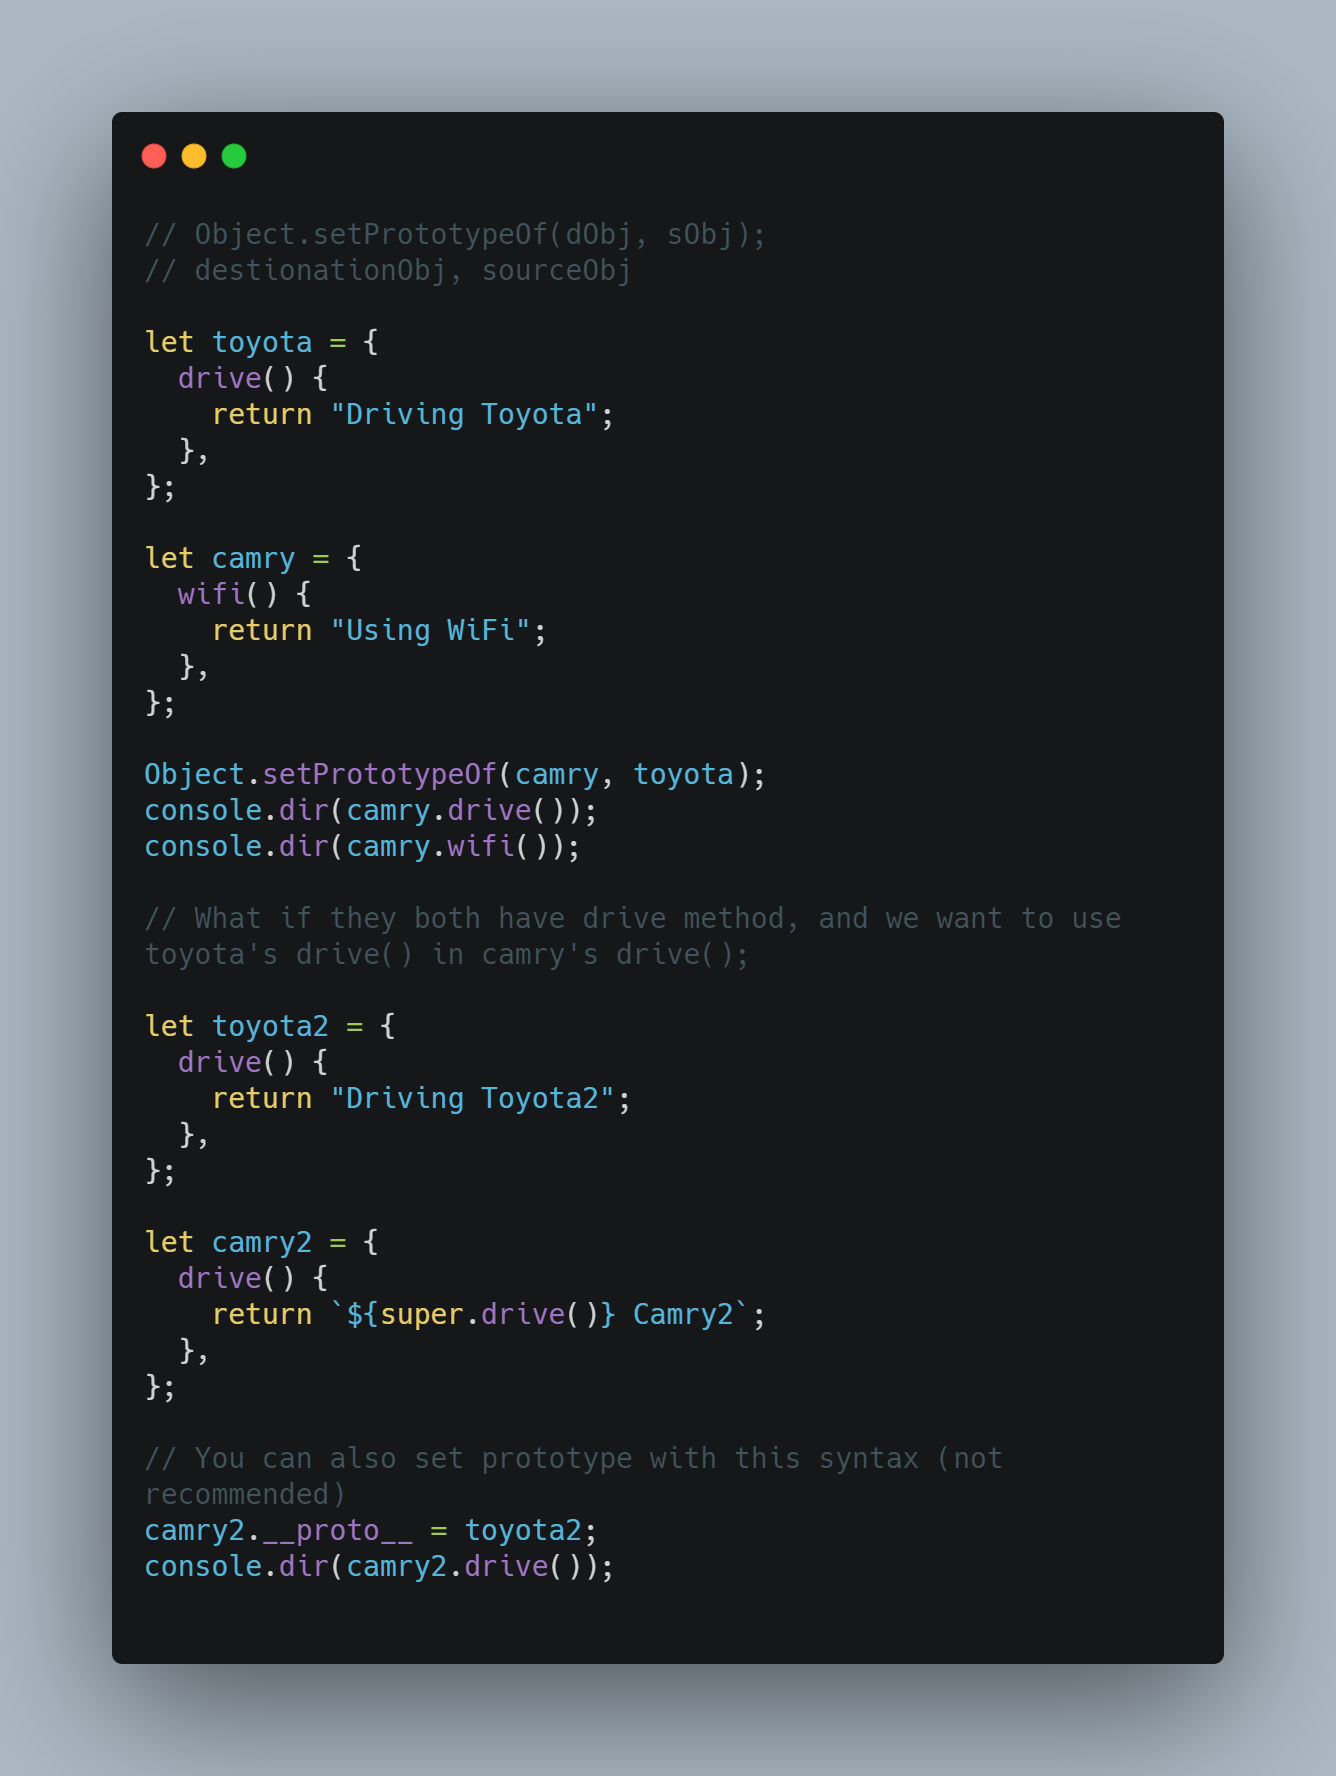 // Object.setPrototypeOf(dObj, sObj);
// destionationObj, sourceObj

let toyota = {
  drive() {
    return "Driving Toyota";
  },
};

let camry = {
  wifi() {
    return "Using WiFi";
  },
};

Object.setPrototypeOf(camry, toyota);
console.dir(camry.drive());
console.dir(camry.wifi());

// What if they both have drive method, and we want to use
toyota's drive() in camry's drive();

let toyota2 = {
  drive() {
    return "Driving Toyota2";
  },
};

let camry2 = {
  drive() {
    return `${super.drive()} Camry2`;
  },
};

// You can also set prototype with this syntax (not
recommended)
camry2.__proto__ = toyota2;
console.dir(camry2.drive());